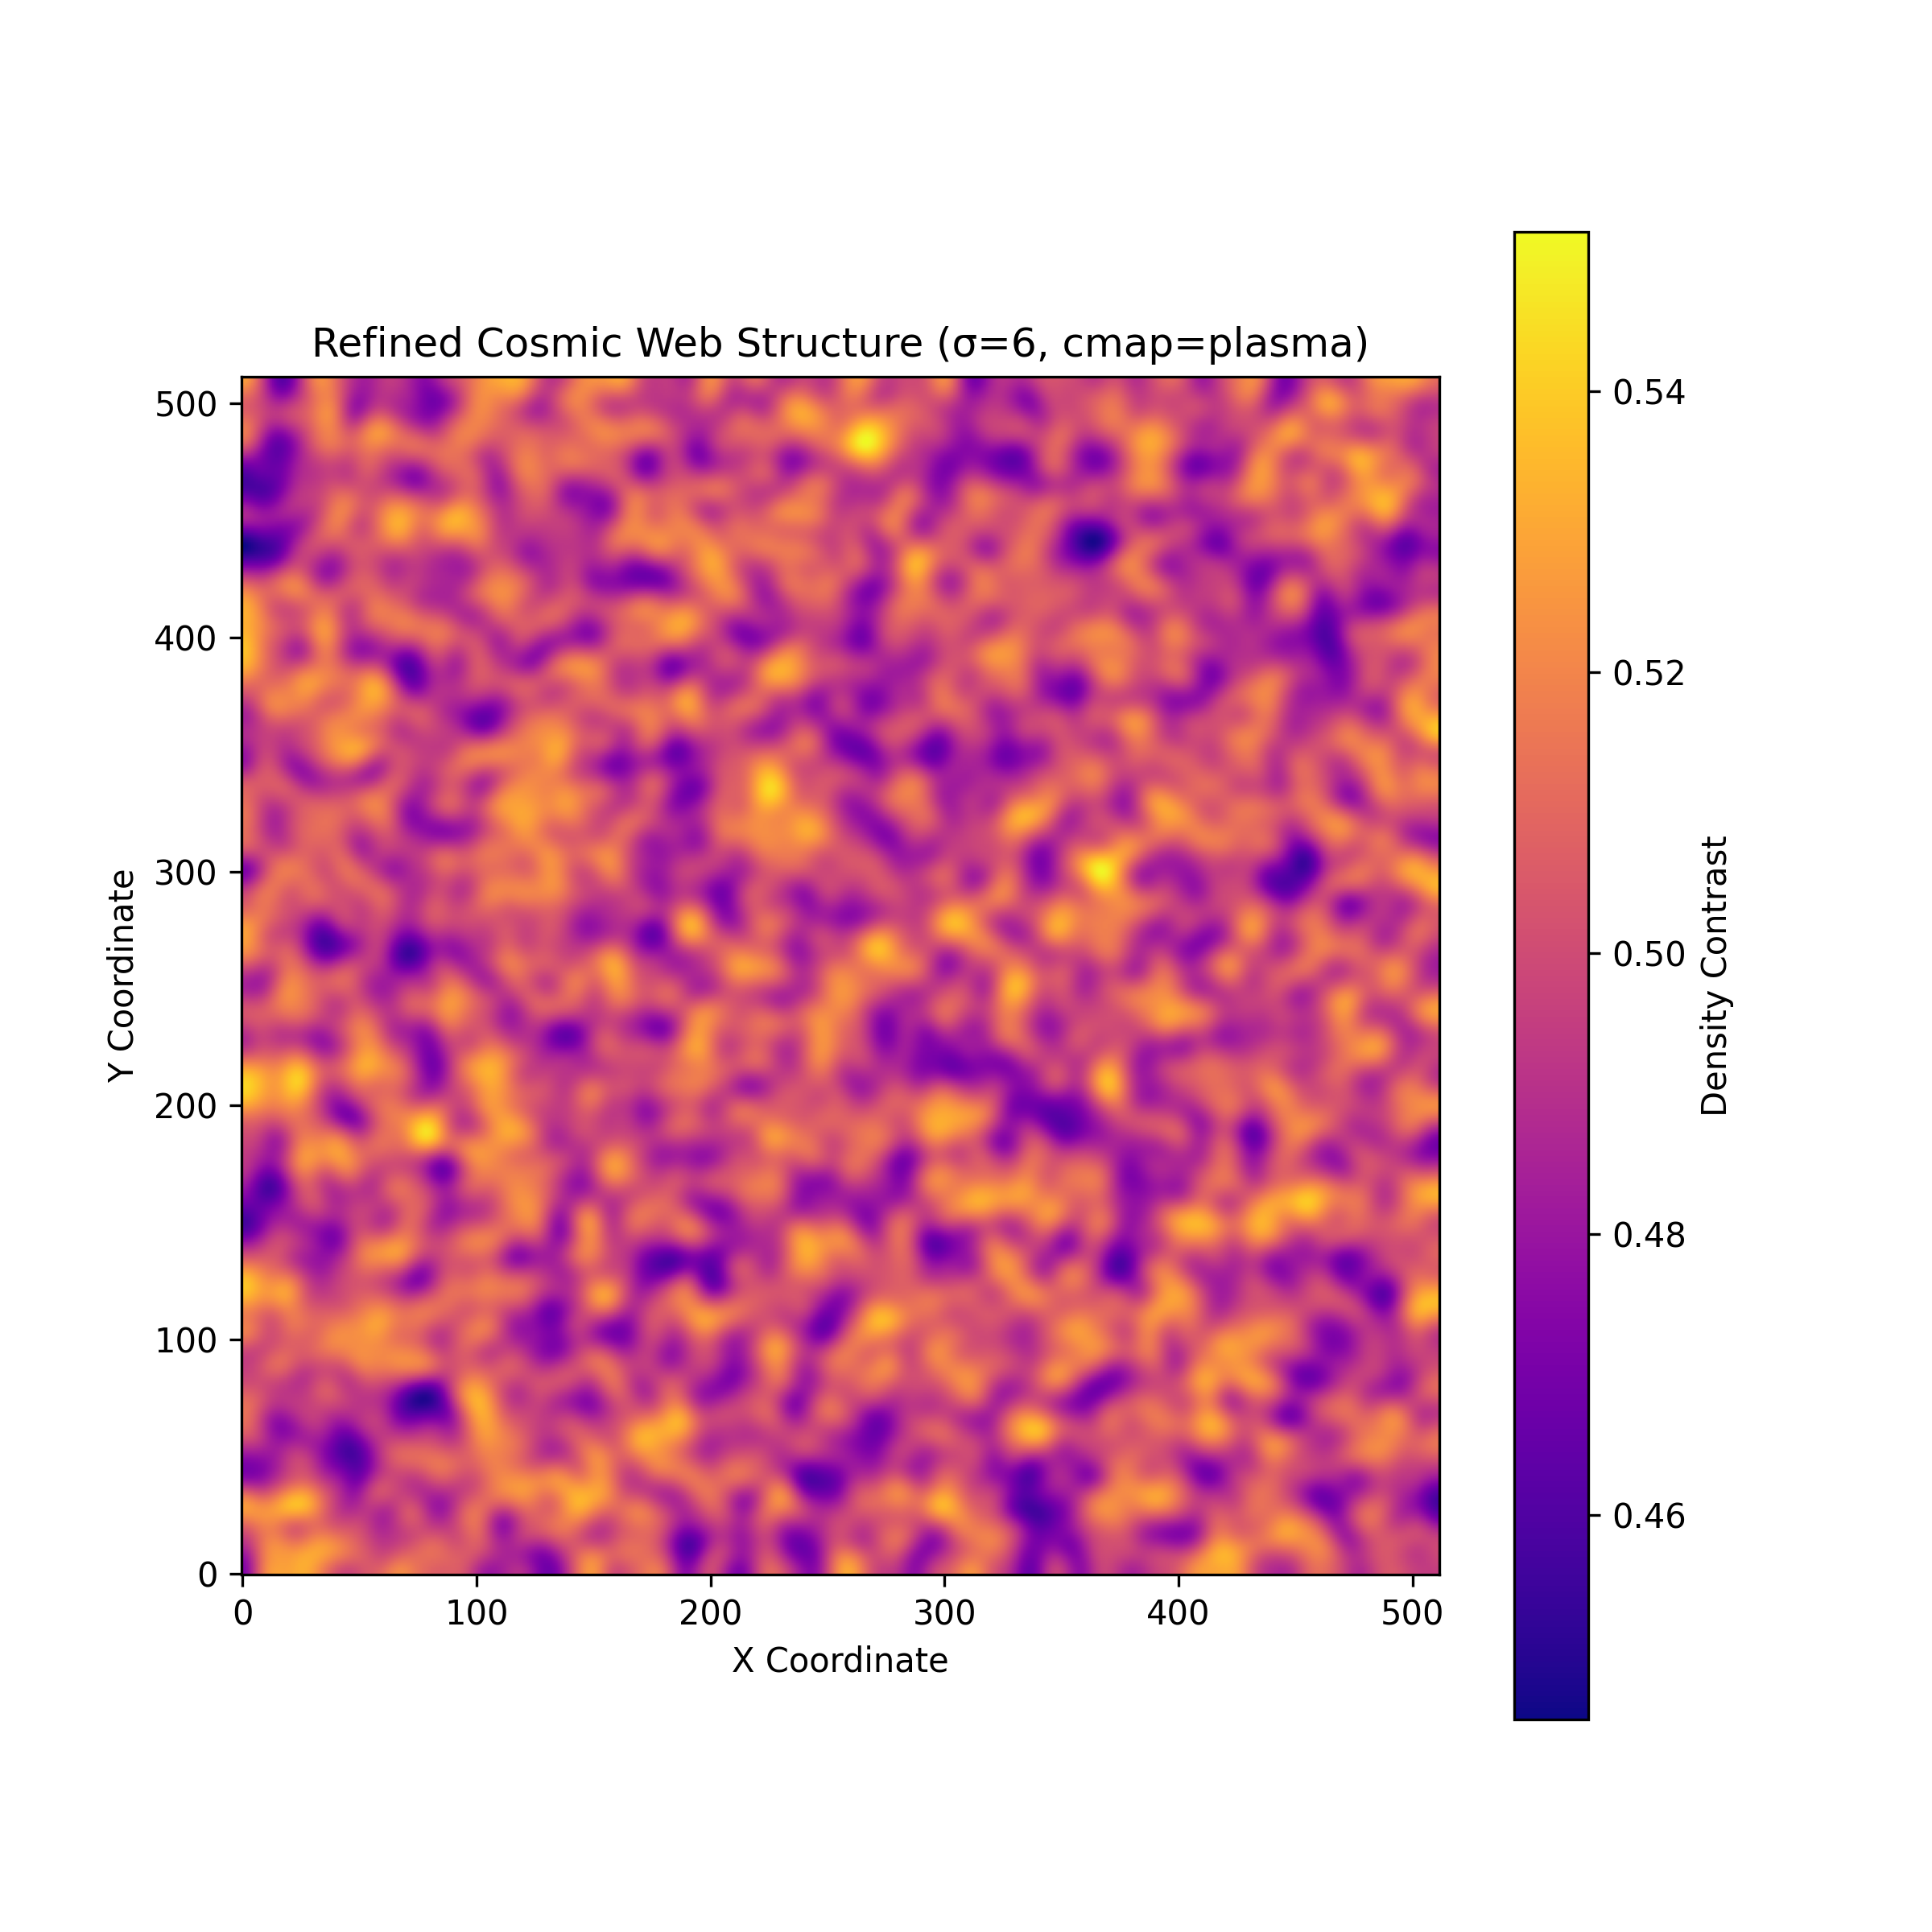 Refined Cosmic Web Structure (σ=6, cmap=plasma)
Y Coordinate
500
400
300
200
100
0
0 100 200 300 400 500
X Coordinate
0.54
0.52
0.50
0.48
0.46
Density Contrast